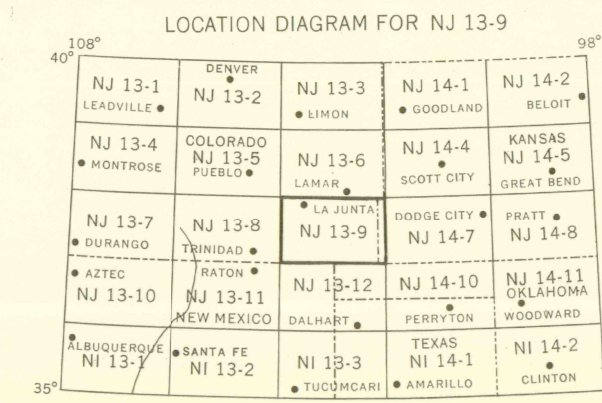 LOCATION DIAGRAM FOR NJ 13-9
108°
98°
40°
NJ 13-1
LEADVILLE
DENVER
NJ 13-2
NJ 13-3
LIMON
NJ 14-1
GOODLAND
NJ 14-2
BELOIT
NJ 13-4
MONTROSE
COLORADO
NJ 13-5
PUEBLO
NJ 13-6
LAMAR
NJ 14-4
SCOTT CITY
KANSAS
NJ 14-5
GREAT BEND
NJ 13-7
DURANGO
NJ 13-8
TRINIDAD
LA JUNTA
NJ 13-9
DODGE CITY
NJ 14-7
PRATT
NJ 14-8
AZTEC
NJ 13-10
RATON
NJ 13-11
NEW MEXICO
NJ 13-12
DALHART
NJ 14-10
PERRYTON
NJ 14-11
OKLAHOMA
WOODWARD
ALBUQUERQUE
NI 13-1
SANTA FE
NI 13-2
NI 13-3
TUCUMCARI
TEXAS
NI 14-1
AMARILLO
NI 14-2
CLINTON
35°